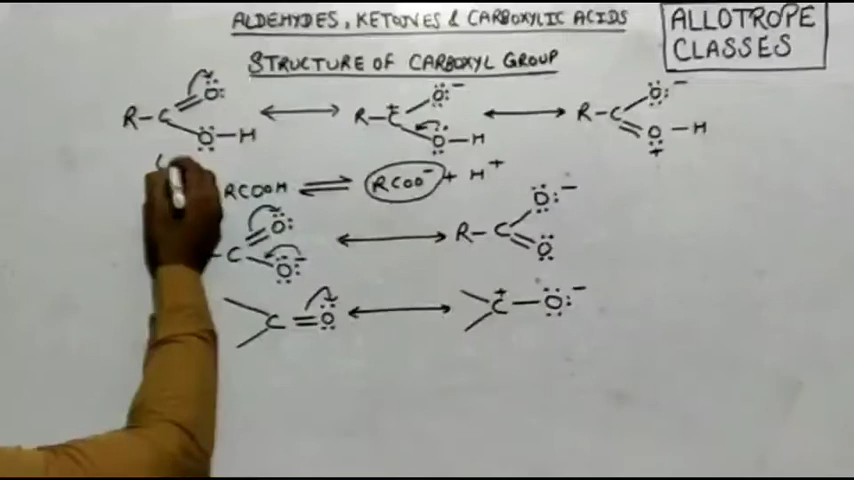 ALDEHYDES, KETONES & CARBOXYLIC ACIDS
ALLOTROPE
CLASSES
STRUCTURE OF CARBOXYL GROUP
R-C=O O-H ↔ R-C⁺ O:⁻ O-H ↔ R-C O:⁻ =O⁺-H
RCOOH ⇌ RCOO⁻ + H⁺
C=O O:⁻ ↔ R-C O:⁻ =O
C=O ↔ C⁺-O:⁻